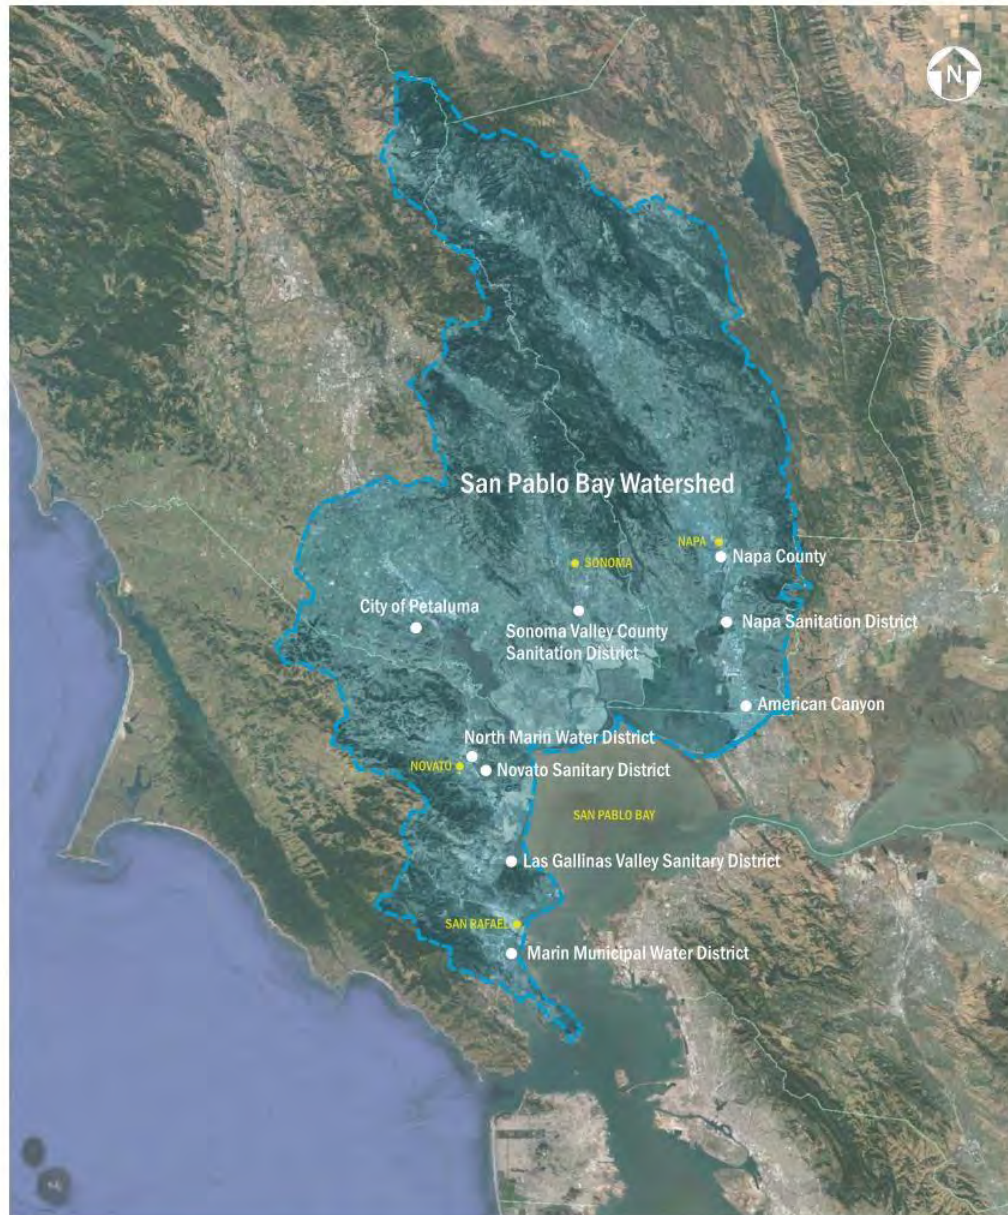 N
San Pablo Bay Watershed
NAPA
Napa County
SONOMA
City of Petaluma
Sonoma Valley County
Sanitation District
Napa Sanitation District
American Canyon
North Marin Water District
NOVATO
Novato Sanitary District
SAN PABLO BAY
Las Gallinas Valley Sanitary District
SAN RAFAEL
Marin Municipal Water District